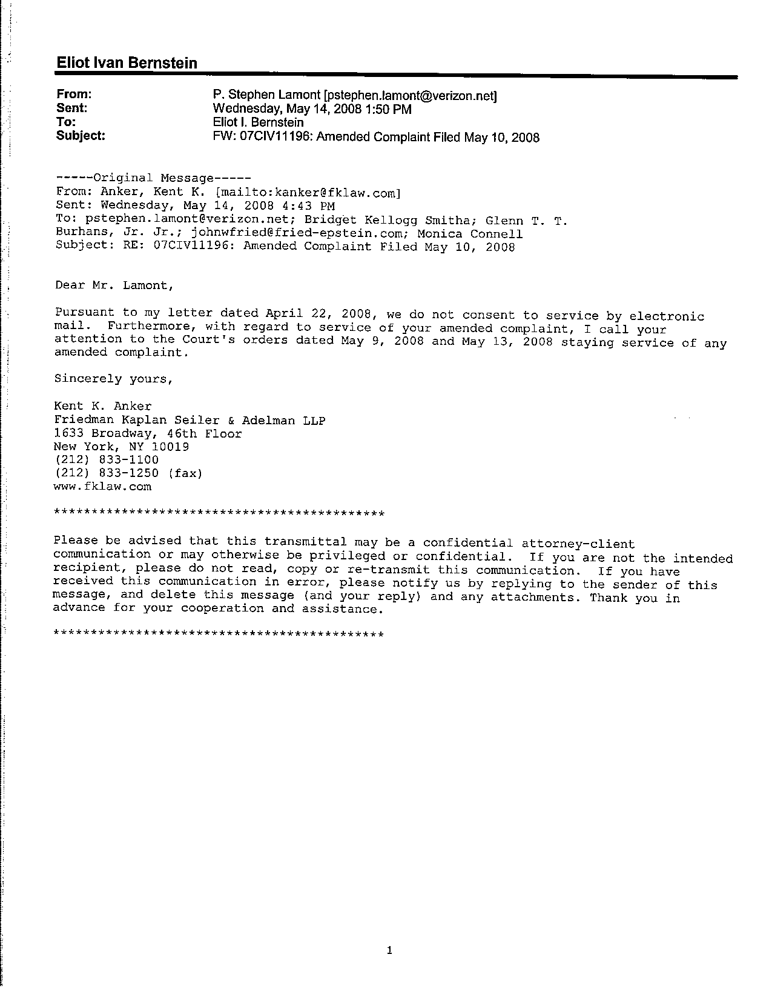 Eliot Ivan Bernstein
From: P. Stephen Lamont [pstephen.lamont@verizon.net]
Sent: Wednesday, May 14, 2008 1:50 PM
To: Eliot I. Bernstein
Subject: FW: 07CIV11196: Amended Complaint Filed May 10, 2008
-----Original Message-----
From: Anker, Kent K. [mailto:kanker@fklaw.com]
Sent: Wednesday, May 14, 2008 4:43 PM
To: pstephen.lamont@verizon.net; Bridget Kellogg Smitha; Glenn T. T.
Burhans, Jr. Jr.; johnwfried@fried-epstein.com; Monica Connell
Subject: RE: 07CIV11196: Amended Complaint Filed May 10, 2008
Dear Mr. Lamont,
Pursuant to my letter dated April 22, 2008, we do not consent to service by electronic
mail.  Furthermore, with regard to service of your amended complaint, I call your
attention to the Court's orders dated May 9, 2008 and May 13, 2008 staying service of any
amended complaint.
Sincerely yours,
Kent K. Anker
Friedman Kaplan Seiler & Adelman LLP
1633 Broadway, 46th Floor
New York, NY 10019
(212) 833-1100
(212) 833-1250 (fax)
www.fklaw.com
********************************************
Please be advised that this transmittal may be a confidential attorney-client
communication or may otherwise be privileged or confidential.  If you are not the intended
recipient, please do not read, copy or re-transmit this communication.  If you have
received this communication in error, please notify us by replying to the sender of this
message, and delete this message (and your reply) and any attachments. Thank you in
advance for your cooperation and assistance.
********************************************
1